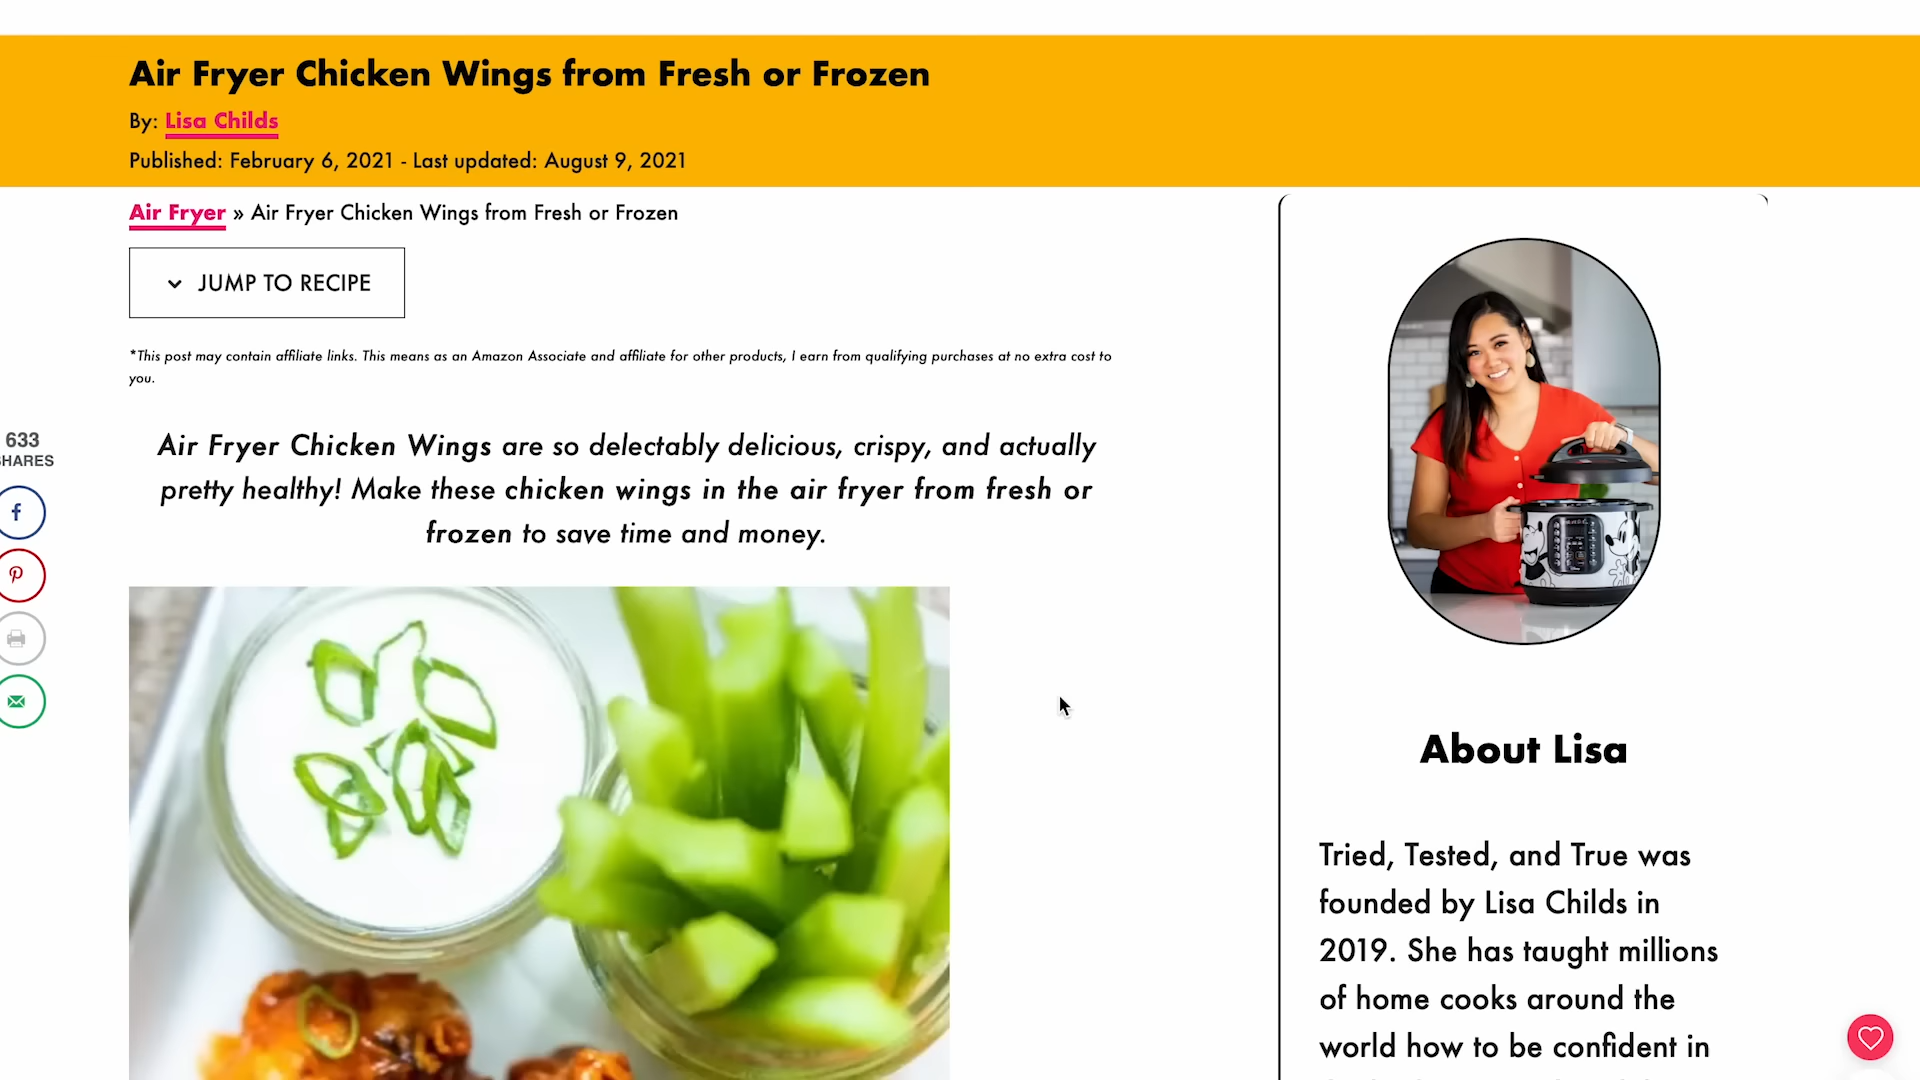 Air Fryer Chicken Wings from Fresh or Frozen
By: Lisa Childs
Published: February 6, 2021 - Last updated: August 9, 2021
Air Fryer » Air Fryer Chicken Wings from Fresh or Frozen
JUMP TO RECIPE
*This post may contain affiliate links. This means as an Amazon Associate and affiliate for other products, I earn from qualifying purchases at no extra cost to
you.
633
SHARES
Air Fryer Chicken Wings are so delectably delicious, crispy, and actually
pretty healthy! Make these chicken wings in the air fryer from fresh or
frozen to save time and money.
About Lisa
Tried, Tested, and True was
founded by Lisa Childs in
2019. She has taught millions
of home cooks around the
world how to be confident in